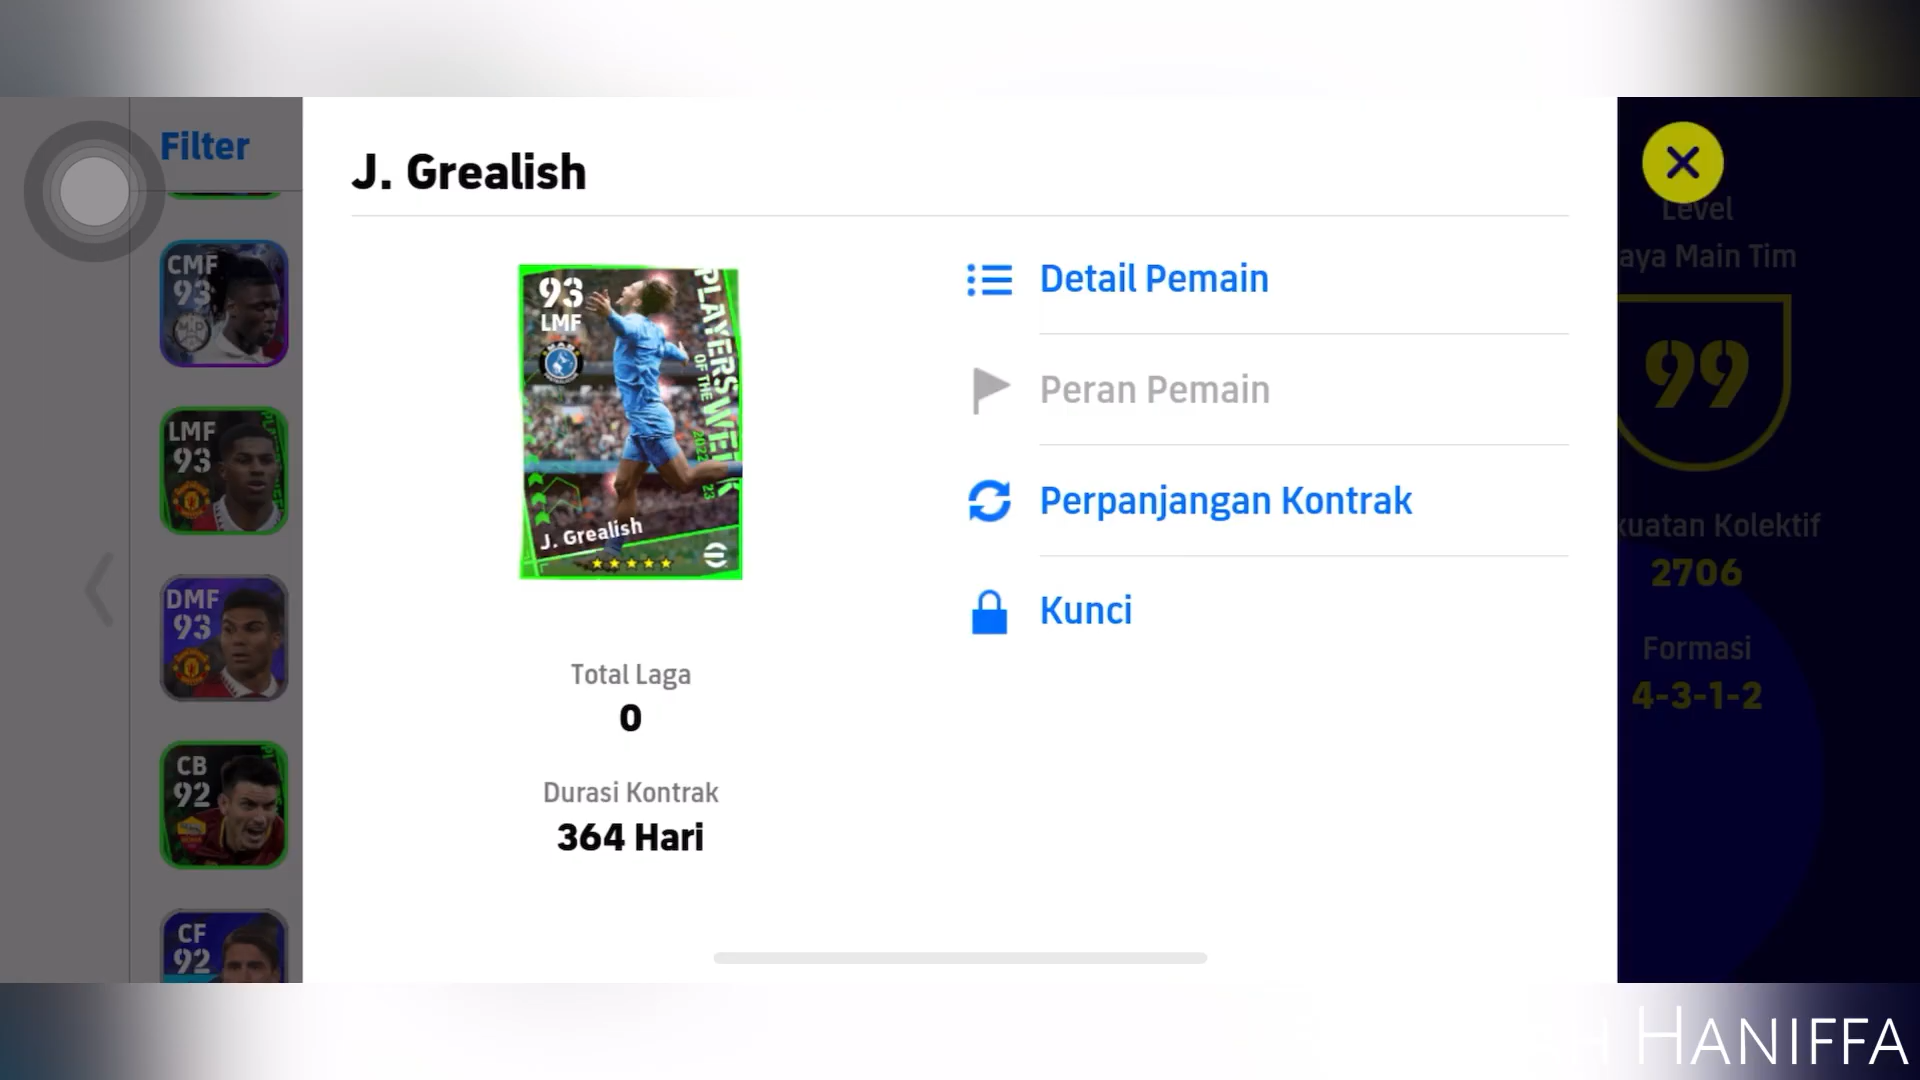 Filter
CMF
93
LMF
93
DMF
93
CB
92
CF
92
J. Grealish
93
LMF
PLAYERS
OF THE WEEK
2022 23
J. Grealish
Total Laga
0
Durasi Kontrak
364 Hari
Detail Pemain
Peran Pemain
Perpanjangan Kontrak
Kunci
Level
aya Main Tim
99
kuatan Kolektif
2706
Formasi
4-3-1-2
HANIFFA